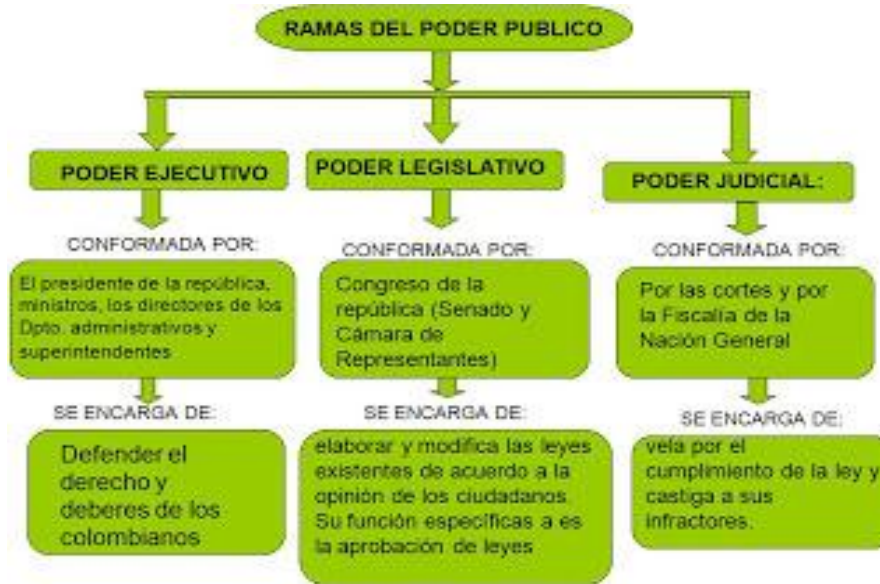 RAMAS DEL PODER PUBLICO
PODER EJECUTIVO
CONFORMADA POR:
El presidente de la república,
ministros, los directores de los
Dpto. administrativos y
superintendentes
SE ENCARGA DE:
Defender el
derecho y
deberes de los
colombianos
PODER LEGISLATIVO
CONFORMADA POR:
Congreso de la
república (Senado y
Cámara de
Representantes)
SE ENCARGA DE:
elaborar y modifica las leyes
existentes de acuerdo a la
opinión de los ciudadanos.
Su función específicas a es
la aprobación de leyes
PODER JUDICIAL:
CONFORMADA POR:
Por las cortes y por
la Fiscalía de la
Nación General
SE ENCARGA DE:
vela por el
cumplimiento de la ley y
castiga a sus
infractores.